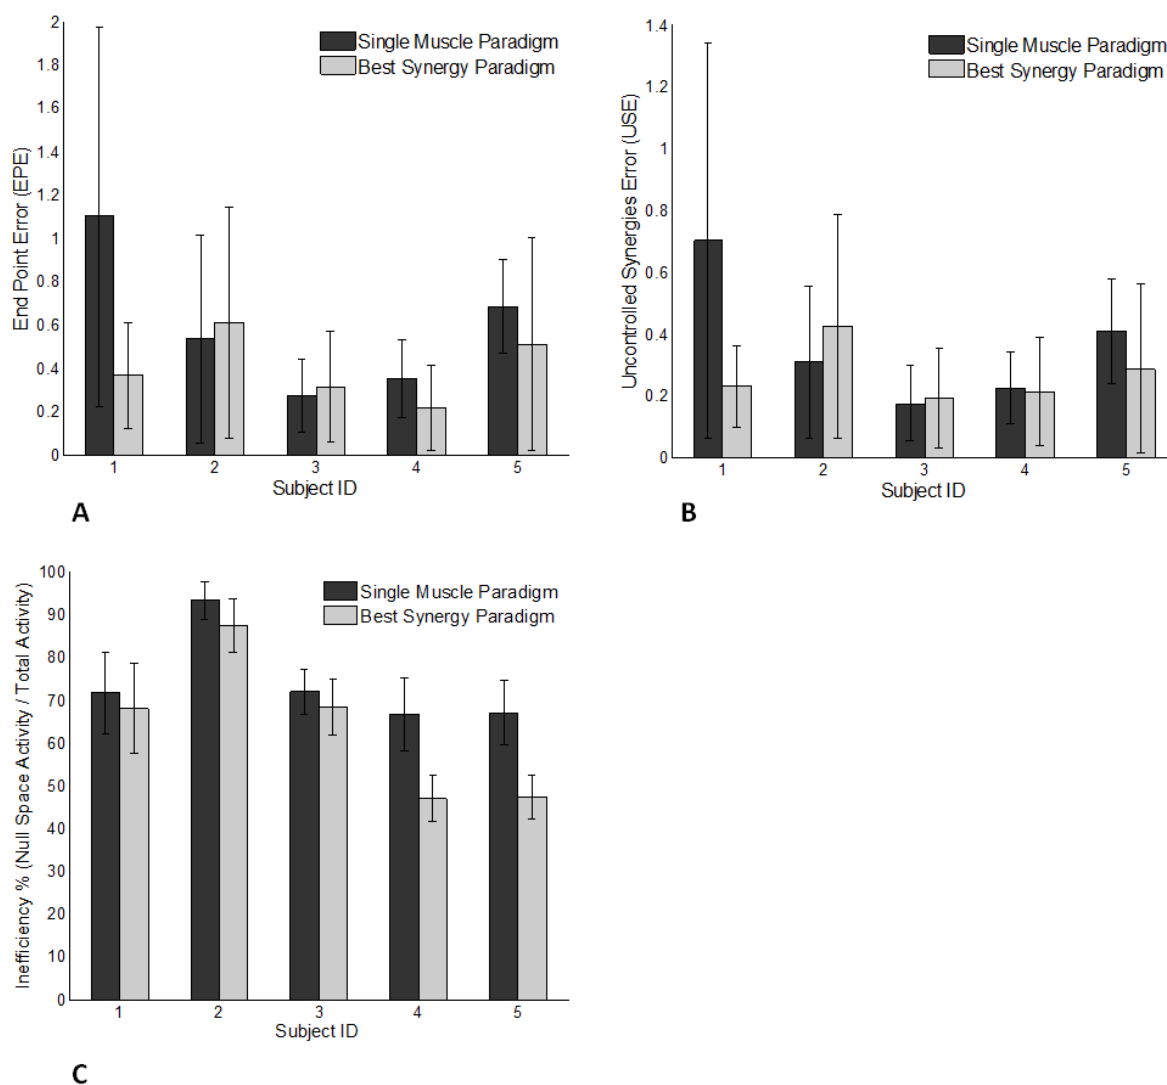 2
1.8
1.6
1.4
1.2
1
0.8
0.6
0.4
0.2
0
End Point Error (EPE)
Single Muscle Paradigm
Best Synergy Paradigm
1 2 3 4 5
Subject ID
A
1.4
1.2
1
0.8
0.6
0.4
0.2
0
Uncontrolled Synergies Error (USE)
Single Muscle Paradigm
Best Synergy Paradigm
1 2 3 4 5
Subject ID
B
100
90
80
70
60
50
40
30
20
10
0
Inefficiency % (Null Space Activity / Total Activity)
Single Muscle Paradigm
Best Synergy Paradigm
1 2 3 4 5
Subject ID
C